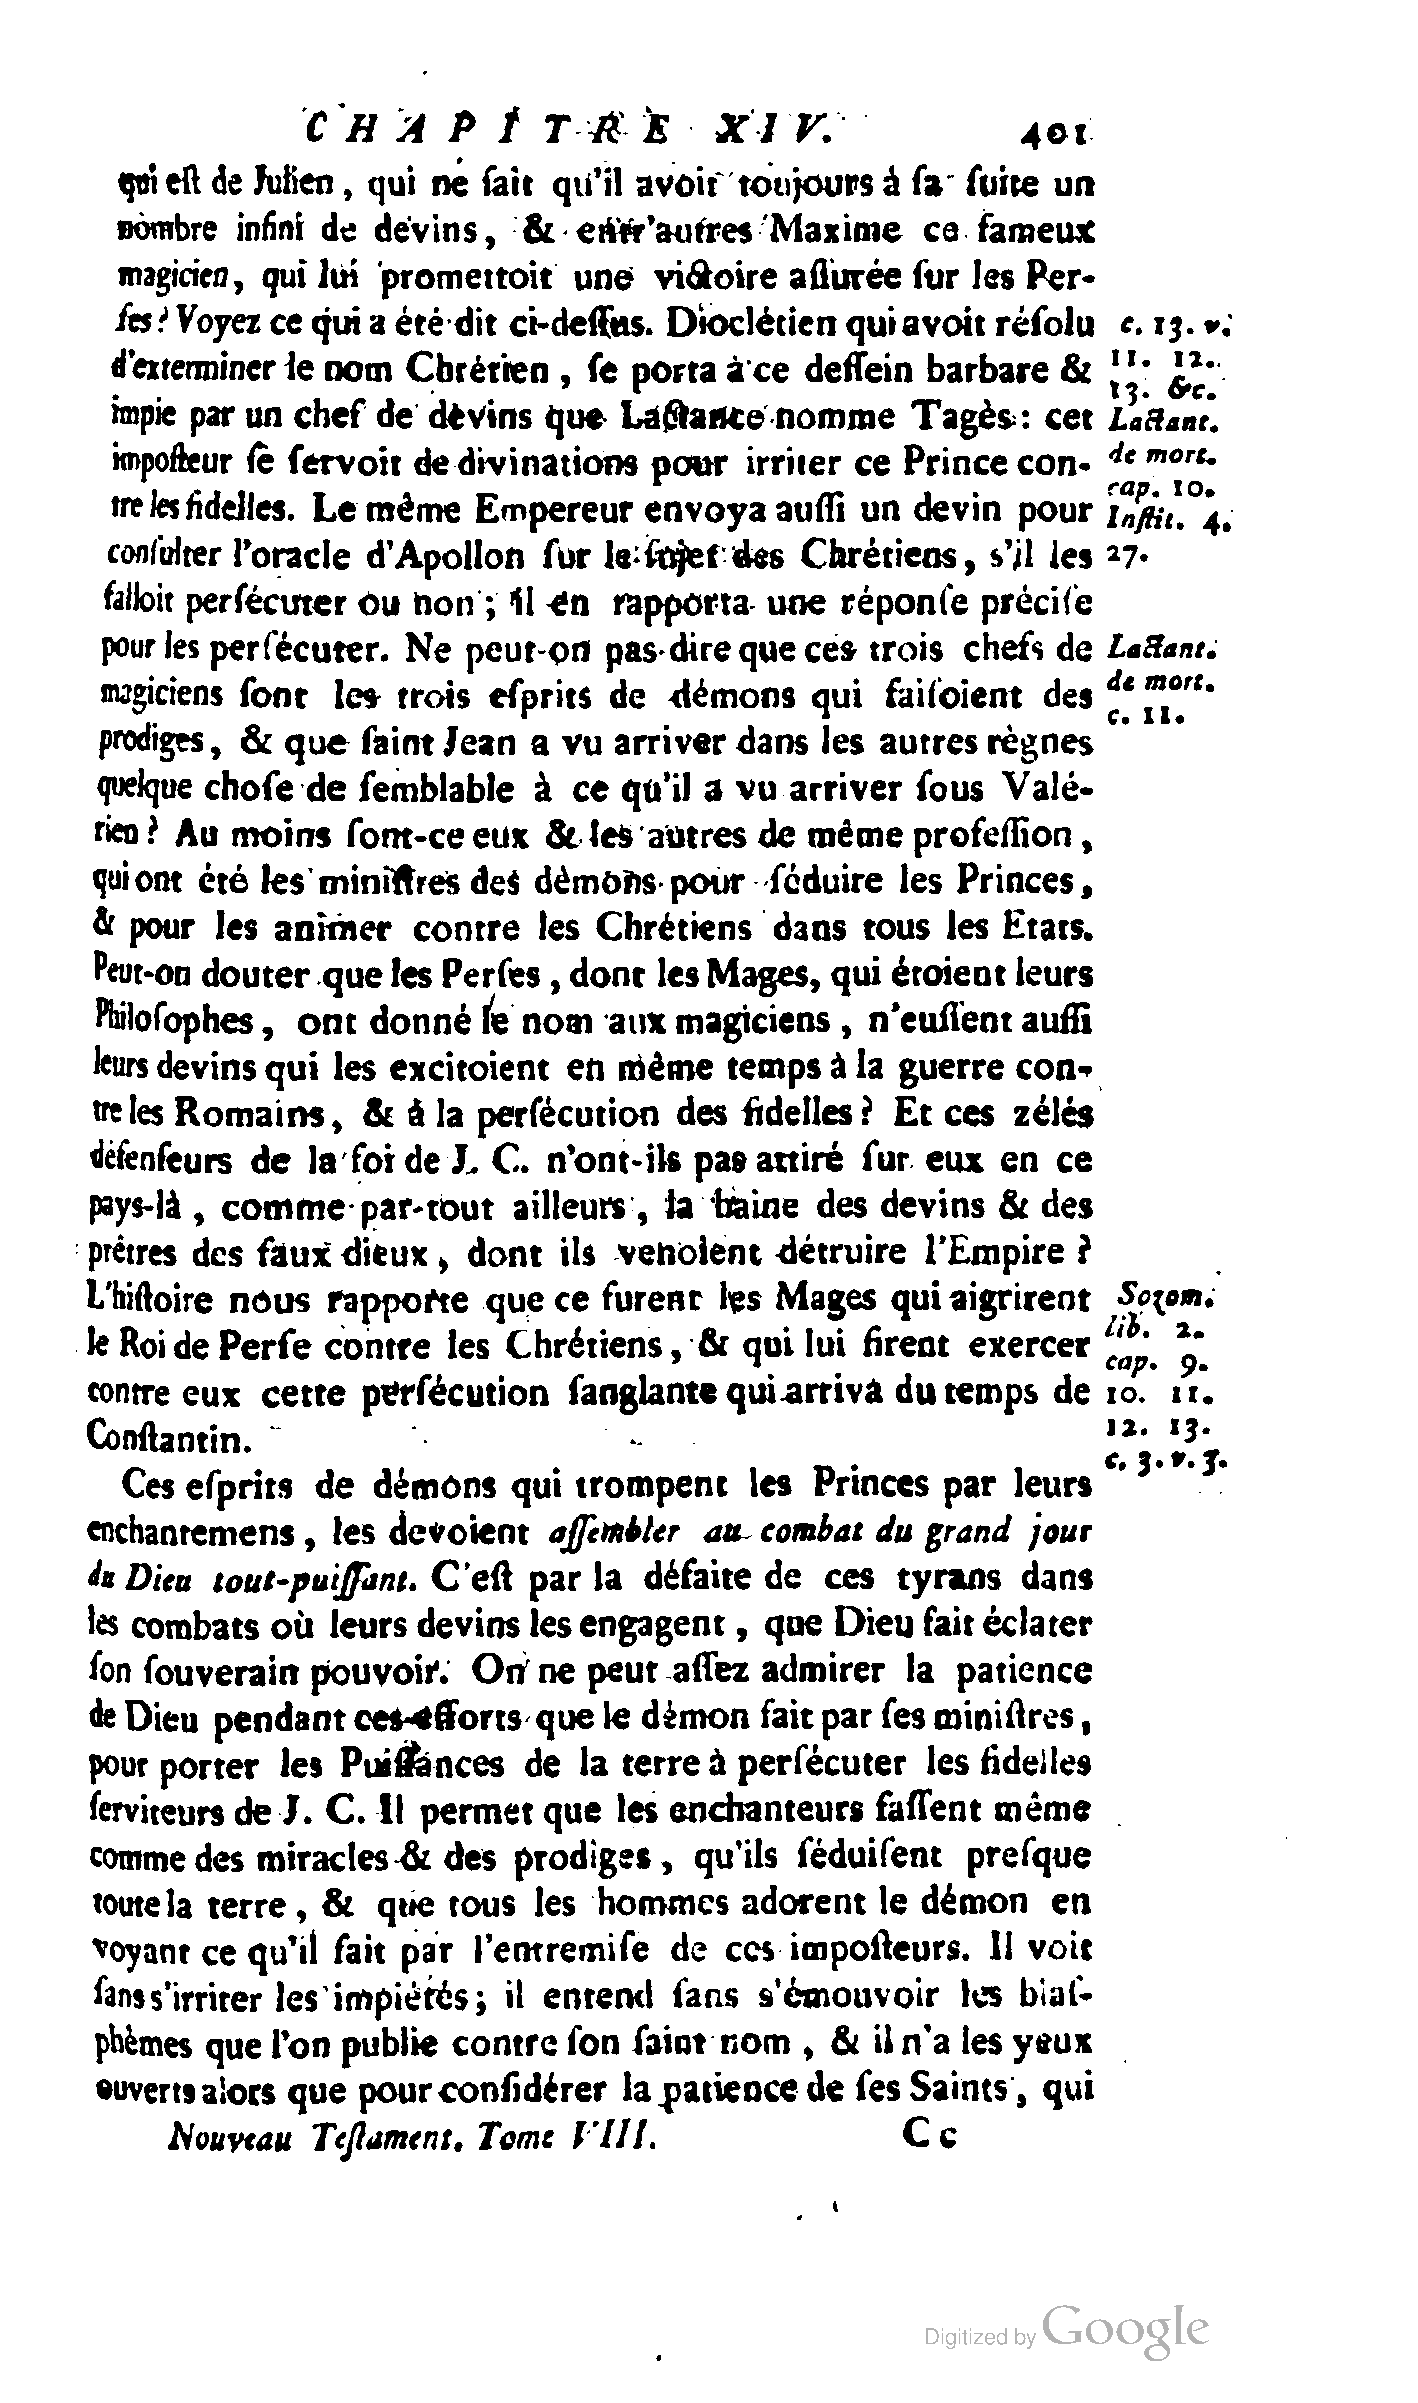 CHAPITRE XIV. 401
qui eſt de Julien, qui ne ſait qu'il avoit toujours à ſa ſuite un
nombre infini de devins, & entr'autres Maxime ce fameux
magicien, qui lui promettoit une victoire aſſurée ſur les Per-
ſes? Voyez ce qui a été dit ci-deſſus. Dioclétien qui avoit réſolu
c. 13. v.
d'exterminer le nom Chrétien, ſe porta à ce deſſein barbare &
11. 12.
13. &c.
impie par un chef de devins que Lactance nomme Tagès: cet
Lactant.
impoſteur ſe ſervoit de divinations pour irriter ce Prince con-
de mort.
cap. 10.
tre les fidelles. Le même Empereur envoya auſſi un devin pour
Inſtit. 4.
conſulter l'oracle d'Apollon ſur le ſujet des Chrétiens, s'il les
27.
falloit perſécuter ou non; il en rapporta une réponſe préciſe
pour les perſécuter. Ne peut-on pas dire que ces trois chefs de
Lactant.
magiciens ſont les trois eſprits de démons qui faiſoient des
de mort.
c. 11.
prodiges, & que ſaint Jean a vu arriver dans les autres règnes
quelque choſe de ſemblable à ce qu'il a vu arriver ſous Valé-
rien? Au moins ſont-ce eux & les autres de même profeſſion,
qui ont été les miniſtres des démons pour ſéduire les Princes,
& pour les animer contre les Chrétiens dans tous les Etats.
Peut-on douter que les Perſes, dont les Mages, qui étoient leurs
Philoſophes, ont donné le nom aux magiciens, n'euſſent auſſi
leurs devins qui les excitoient en même temps à la guerre con-
tre les Romains, & à la perſécution des fidelles? Et ces zélés
défenſeurs de la foi de J. C. n'ont-ils pas attiré ſur eux en ce
pays-là, comme par-tout ailleurs, la haine des devins & des
prêtres des faux dieux, dont ils venoient détruire l'Empire?
L'hiſtoire nous rapporte que ce furent les Mages qui aigrirent
Sozom.
le Roi de Perſe contre les Chrétiens, & qui lui firent exercer
lib. 2.
cap. 9.
contre eux cette perſécution ſanglante qui arriva du temps de
10. 11.
Conſtantin.
12. 13.
c. 3. v. 3.
Ces eſprits de démons qui trompent les Princes par leurs
enchantemens, les devoient aſſembler au combat du grand jour
du Dieu tout-puiſſant. C'eſt par la défaite de ces tyrans dans
les combats où leurs devins les engagent, que Dieu fait éclater
ſon ſouverain pouvoir. On ne peut aſſez admirer la patience
de Dieu pendant ces efforts que le démon fait par ſes miniſtres,
pour porter les Puiſſances de la terre à perſécuter les fidelles
ſerviteurs de J. C. Il permet que les enchanteurs faſſent même
comme des miracles & des prodiges, qu'ils ſéduiſent preſque
toute la terre, & que tous les hommes adorent le démon en
voyant ce qu'il fait par l'entremiſe de ces impoſteurs. Il voit
ſans s'irriter les impiétés; il entend ſans s'émouvoir les blaſ-
phèmes que l'on publie contre ſon ſaint nom, & il n'a les yeux
ouverts alors que pour conſidérer la patience de ſes Saints, qui
Nouveau Teſtament. Tome VIII. Cc
Digitized by Google